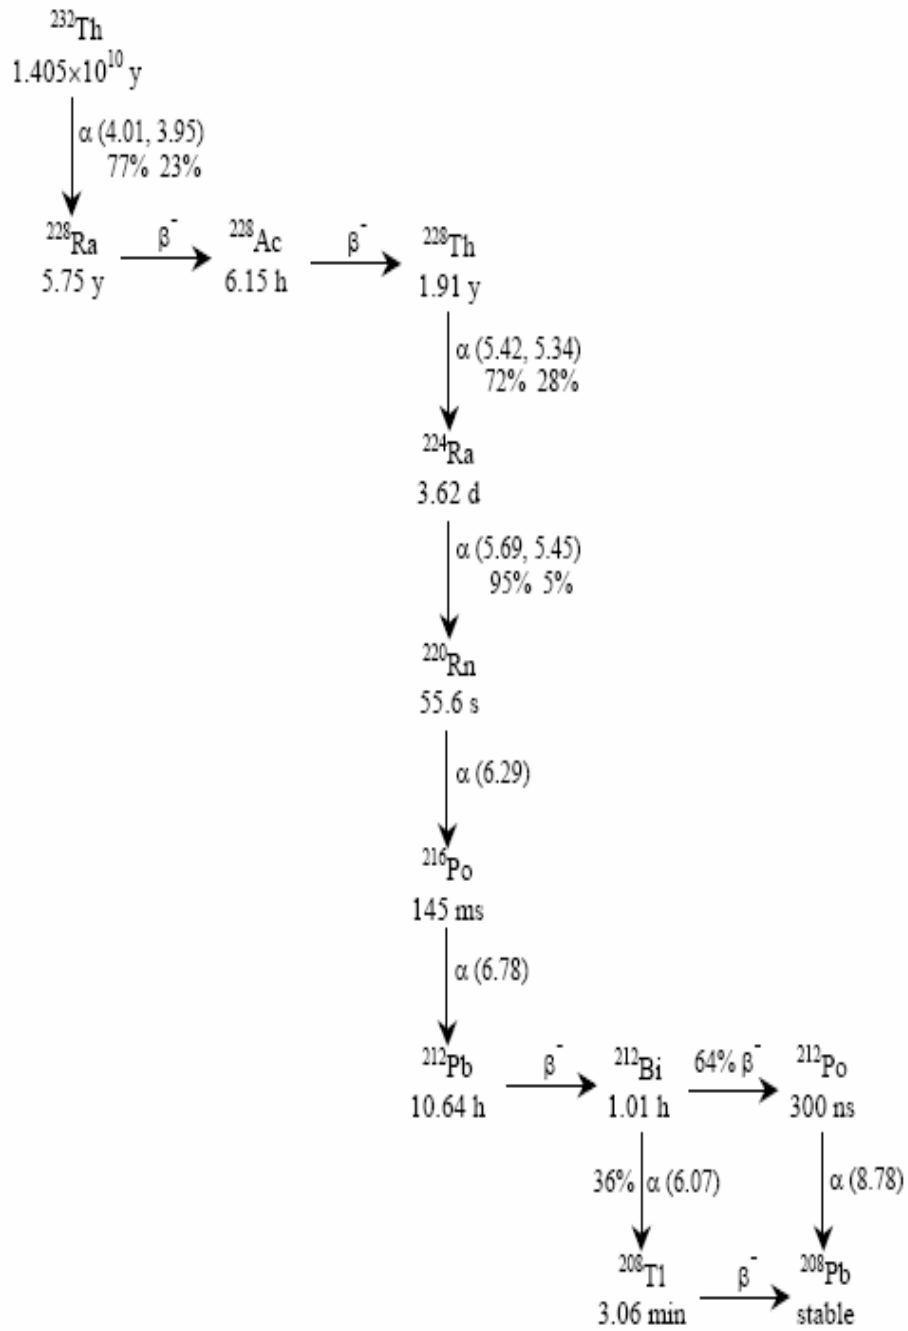 ²³²Th
1.405×10¹⁰ y
α (4.01, 3.95)
77% 23%
²²⁸Ra β⁻ ²²⁸Ac β⁻ ²²⁸Th
5.75 y 6.15 h 1.91 y
α (5.42, 5.34)
72% 28%
²²⁴Ra
3.62 d
α (5.69, 5.45)
95% 5%
²²⁰Rn
55.6 s
α (6.29)
²¹⁶Po
145 ms
α (6.78)
²¹²Pb β⁻ ²¹²Bi 64% β⁻ ²¹²Po
10.64 h 1.01 h 300 ns
36% α (6.07) α (8.78)
²⁰⁸Tl β⁻ ²⁰⁸Pb
3.06 min stable